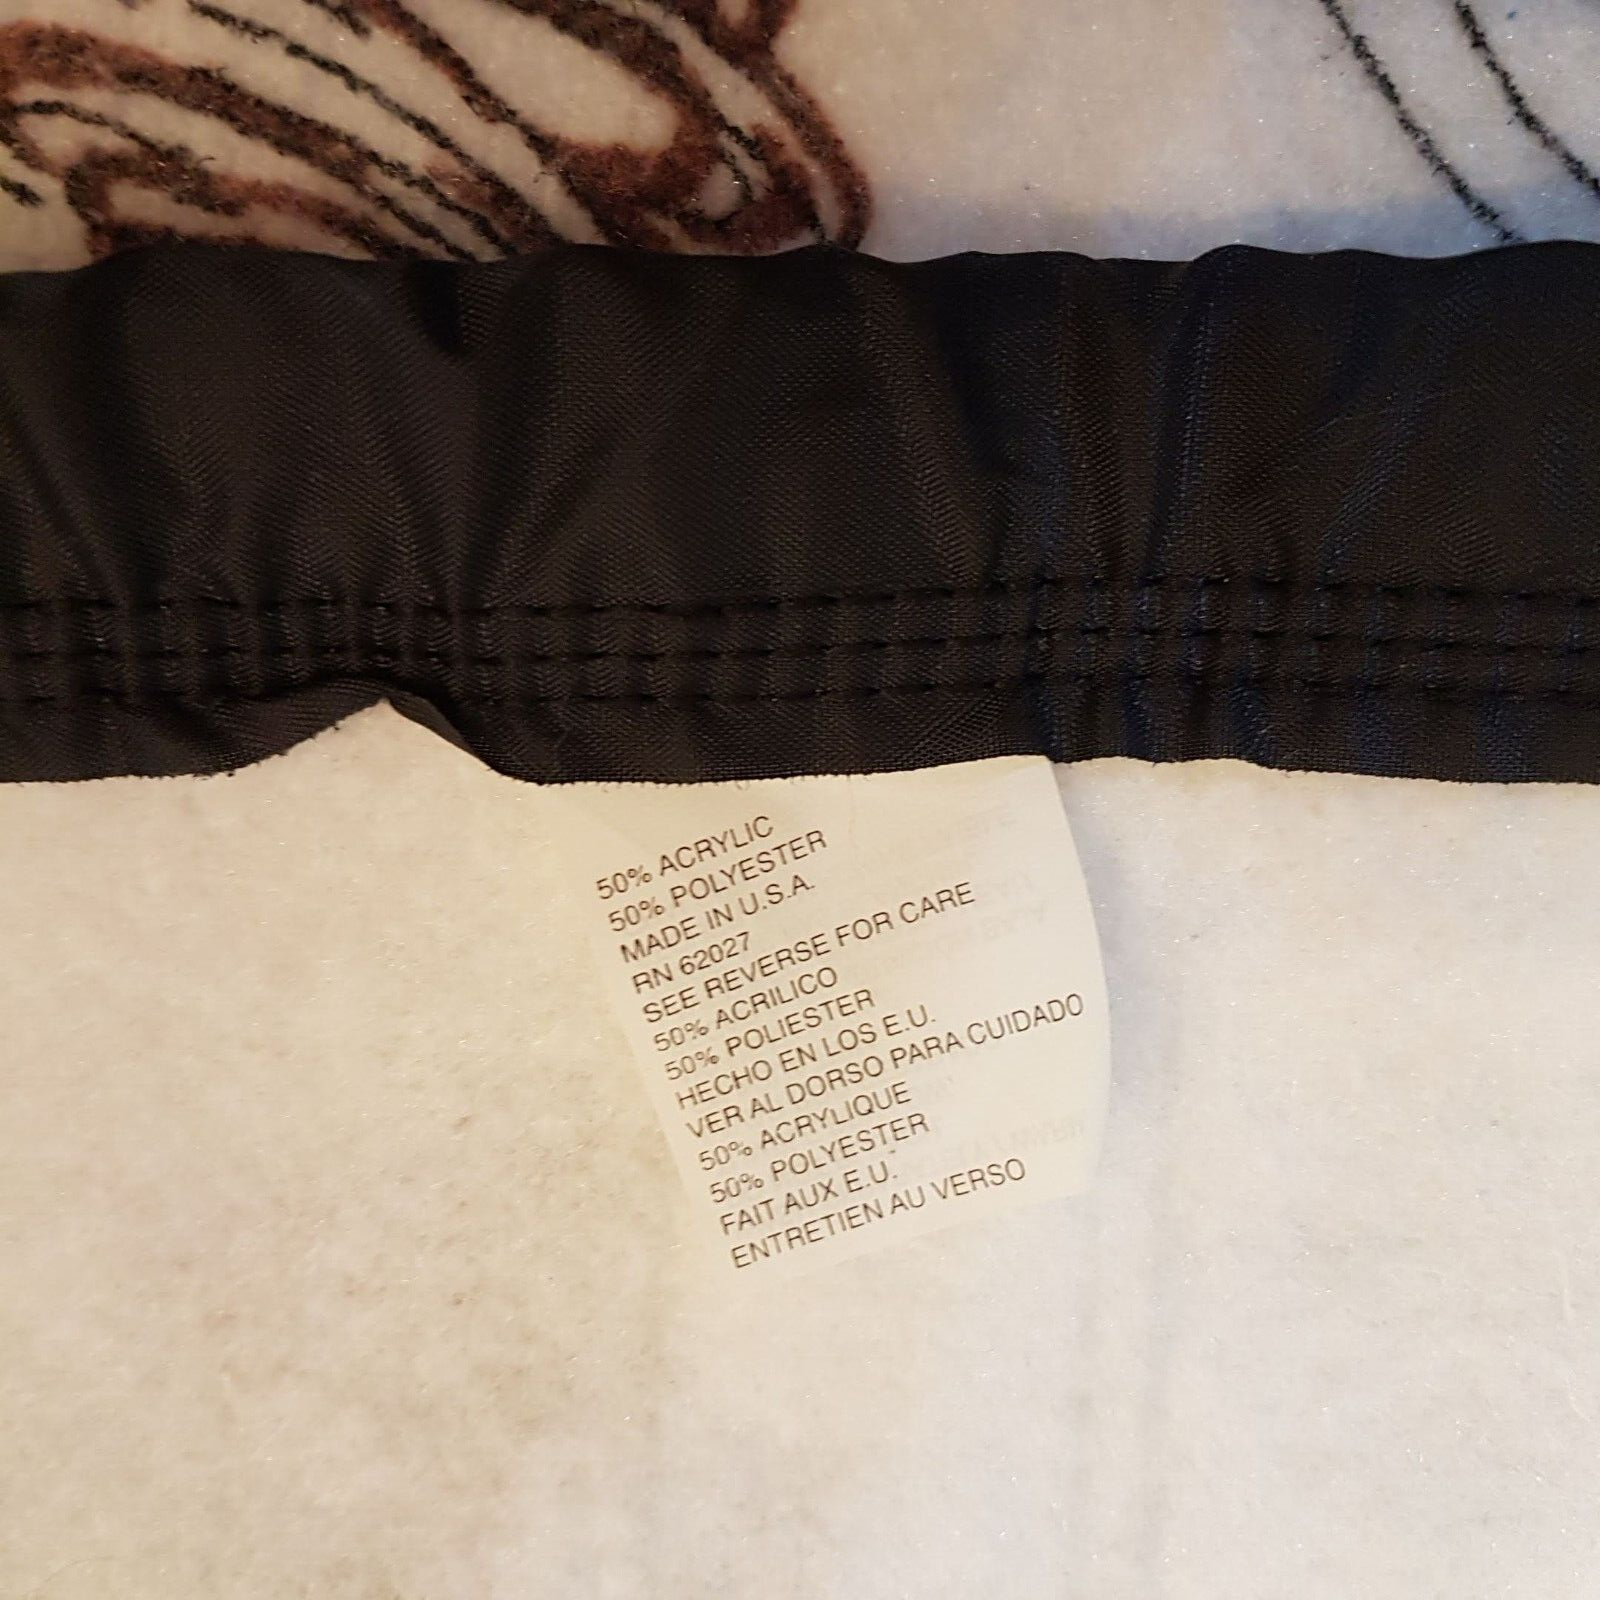 50% ACRYLIC
50% POLYESTER
MADE IN U.S.A.
RN 62027
SEE REVERSE FOR CARE
50% ACRILICO
50% POLIESTER
HECHO EN LOS E.U.
VER AL DORSO PARA CUIDADO
50% ACRYLIQUE
50% POLYESTER
FAIT AUX E.U.
ENTRETIEN AU VERSO